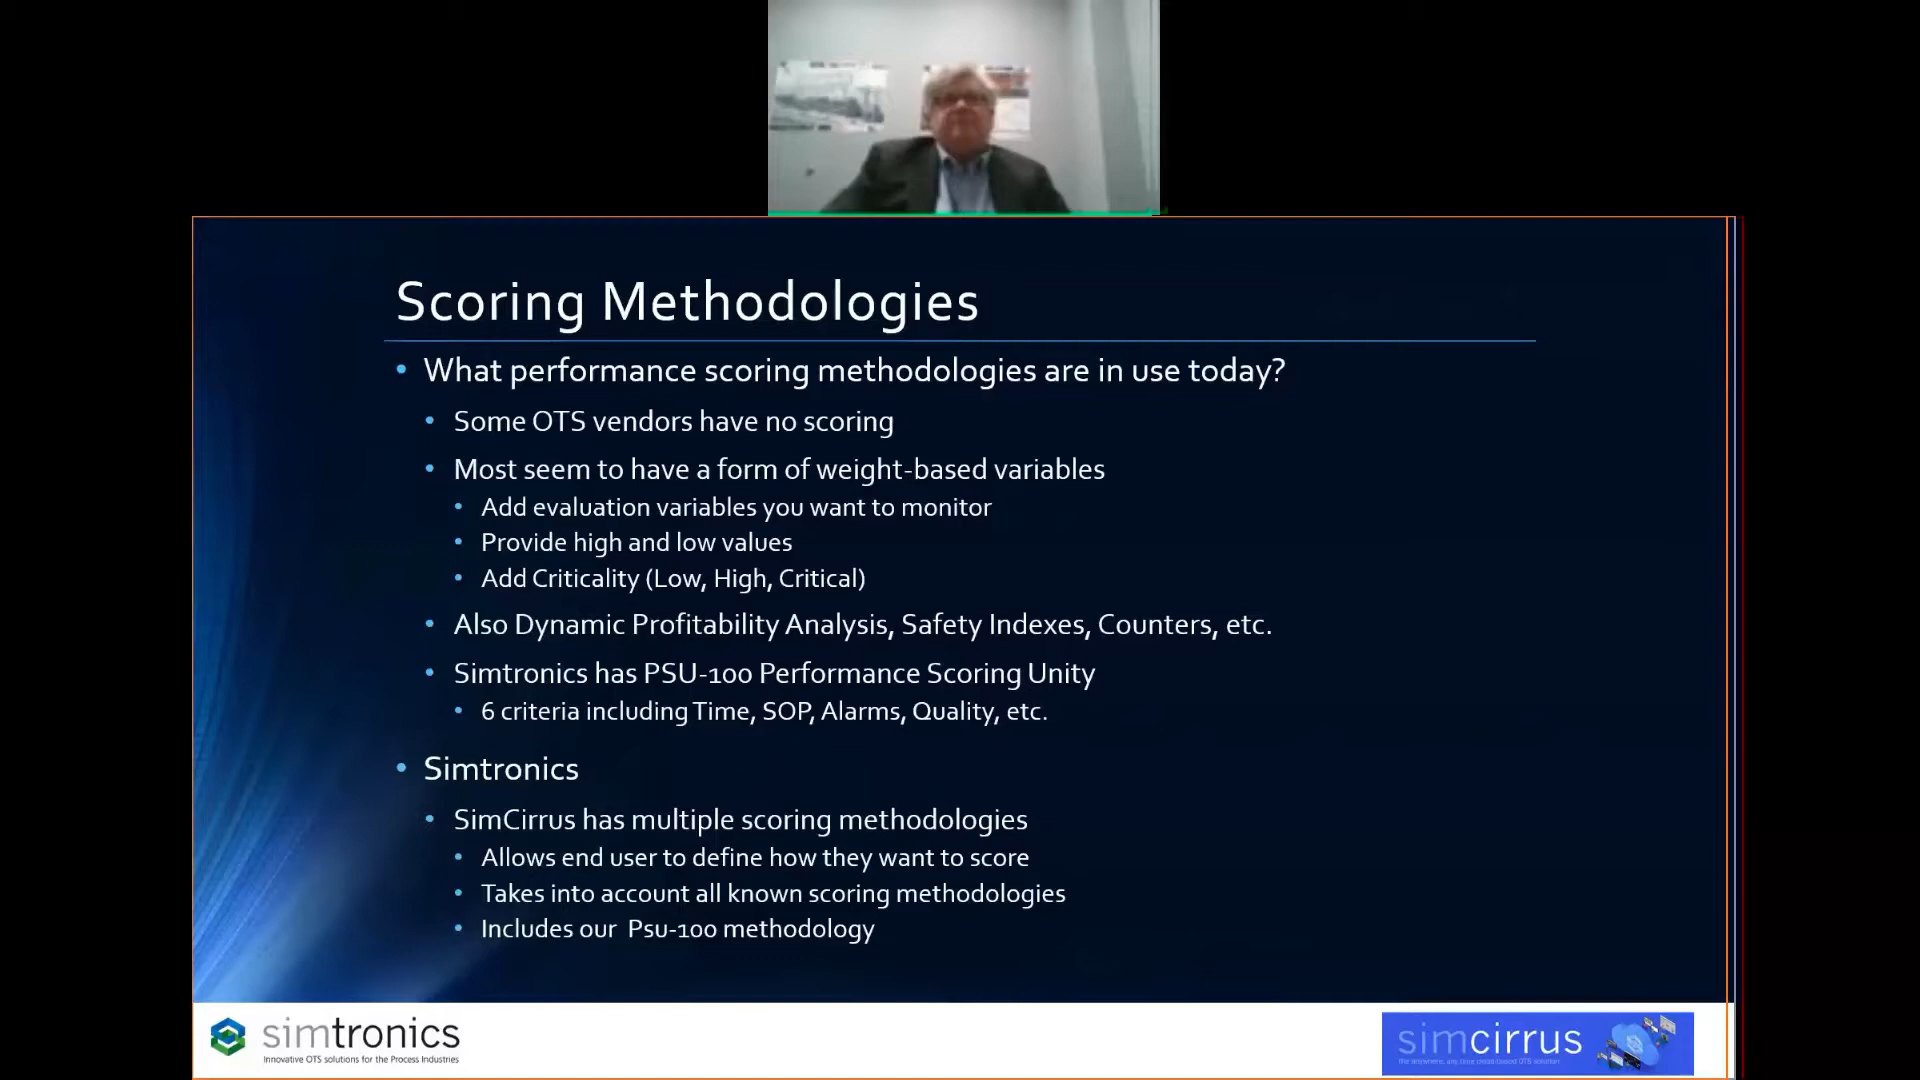 Scoring Methodologies
• What performance scoring methodologies are in use today?
• Some OTS vendors have no scoring
• Most seem to have a form of weight-based variables
• Add evaluation variables you want to monitor
• Provide high and low values
• Add Criticality (Low, High, Critical)
• Also Dynamic Profitability Analysis, Safety Indexes, Counters, etc.
• Simtronics has PSU-100 Performance Scoring Unity
• 6 criteria including Time, SOP, Alarms, Quality, etc.
• Simtronics
• SimCirrus has multiple scoring methodologies
• Allows end user to define how they want to score
• Takes into account all known scoring methodologies
• Includes our Psu-100 methodology
simtronics
Innovative OTS solutions for the Process Industries
simcirrus